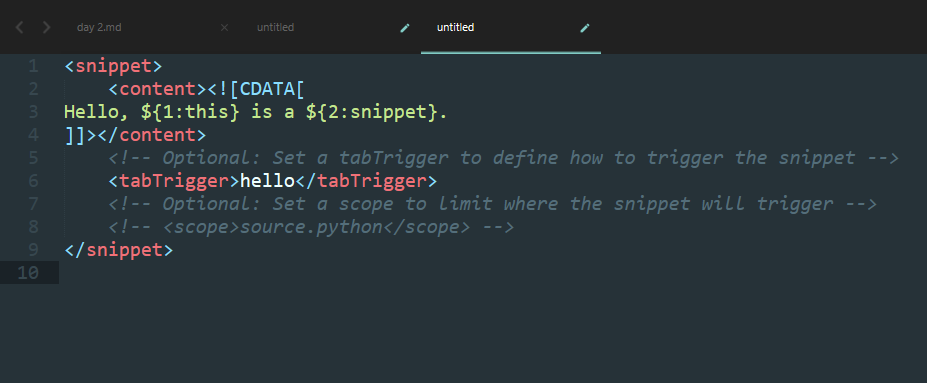 day 2.md
untitled
untitled
1 <snippet>
2 <content><![CDATA[
3 Hello, ${1:this} is a ${2:snippet}.
4 ]]></content>
5 <!-- Optional: Set a tabTrigger to define how to trigger the snippet -->
6 <tabTrigger>hello</tabTrigger>
7 <!-- Optional: Set a scope to limit where the snippet will trigger -->
8 <!-- <scope>source.python</scope> -->
9 </snippet>
10